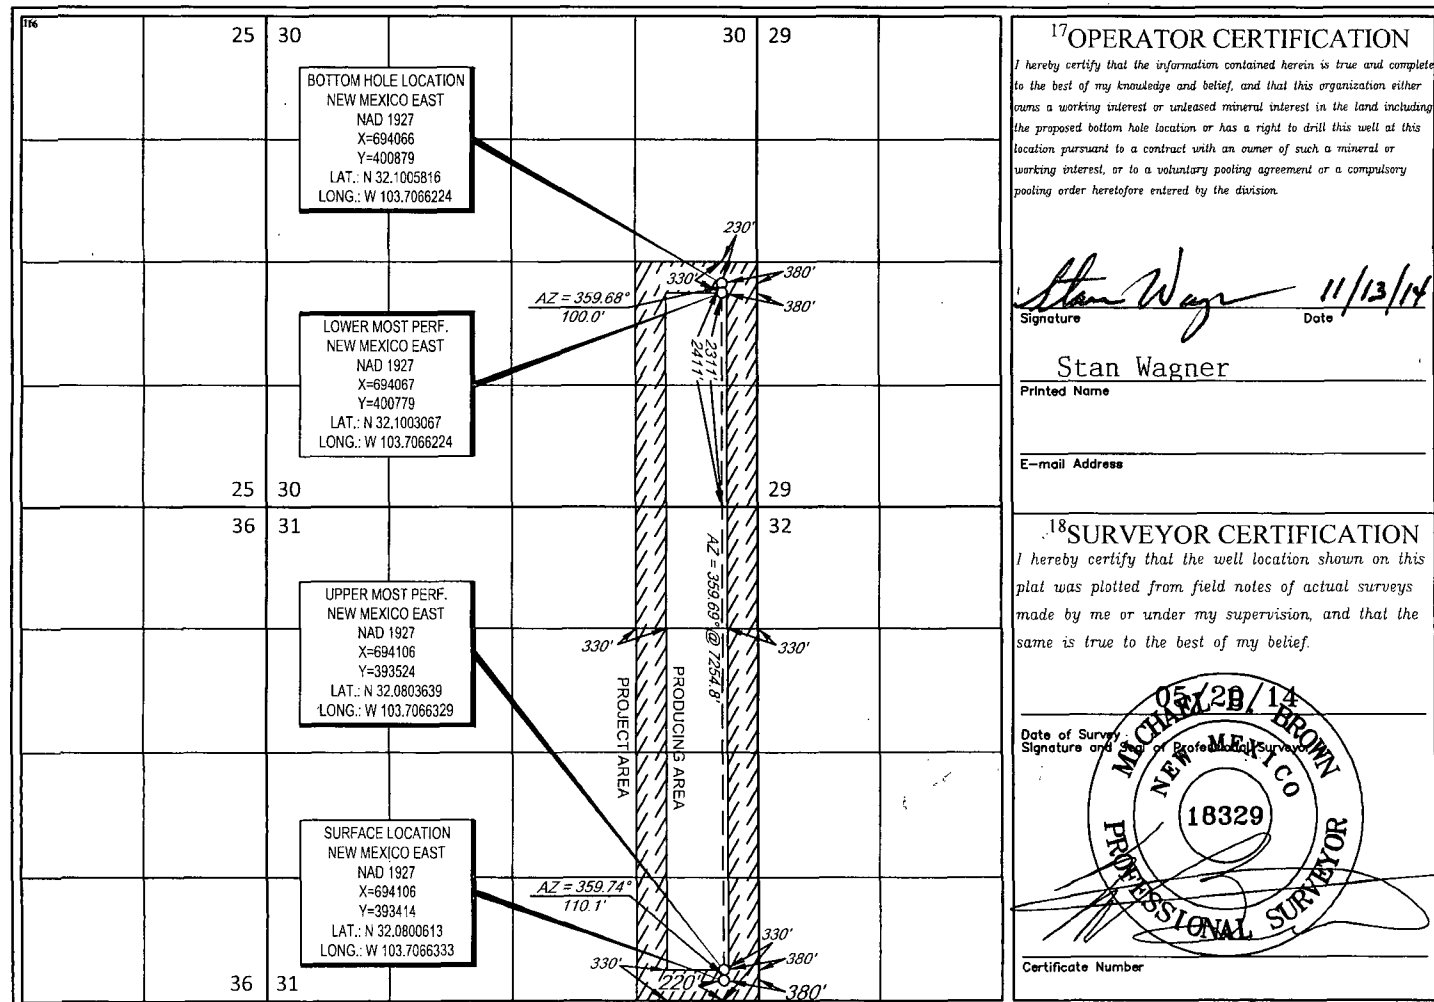 116
25 30
30 29
BOTTOM HOLE LOCATION
NEW MEXICO EAST
NAD 1927
X=694066
Y=400879
LAT.: N 32.1005816
LONG.: W 103.7066224
230'
330'
380'
380'
AZ = 359.68°
100.0'
LOWER MOST PERF.
NEW MEXICO EAST
NAD 1927
X=694067
Y=400779
LAT.: N 32.1003067
LONG.: W 103.7066224
2311'
2411'
25 30
29
36 31
32
AZ = 359.69° @ 7254.8'
UPPER MOST PERF.
NEW MEXICO EAST
NAD 1927
X=694106
Y=393524
LAT.: N 32.0803639
LONG.: W 103.7066329
330'
330'
PROJECT AREA
PRODUCING AREA
SURFACE LOCATION
NEW MEXICO EAST
NAD 1927
X=694106
Y=393414
LAT.: N 32.0800613
LONG.: W 103.7066333
AZ = 359.74°
110.1'
330'
330'
380'
220'
380'
36 31
17OPERATOR CERTIFICATION
I hereby certify that the information contained herein is true and complete
to the best of my knowledge and belief, and that this organization either
owns a working interest or unleased mineral interest in the land including
the proposed bottom hole location or has a right to drill this well at this
location pursuant to a contract with an owner of such a mineral or
working interest, or to a voluntary pooling agreement or a compulsory
pooling order heretofore entered by the division.
Stan Wagner 11/13/14
Signature Date
Stan Wagner
Printed Name
E-mail Address
18SURVEYOR CERTIFICATION
I hereby certify that the well location shown on this
plat was plotted from field notes of actual surveys
made by me or under my supervision, and that the
same is true to the best of my belief.
05/20/14
Date of Survey
Signature and Seal of Professional Surveyor
MICHAEL B. BROWN
NEW MEXICO
18329
PROFESSIONAL SURVEYOR
Certificate Number